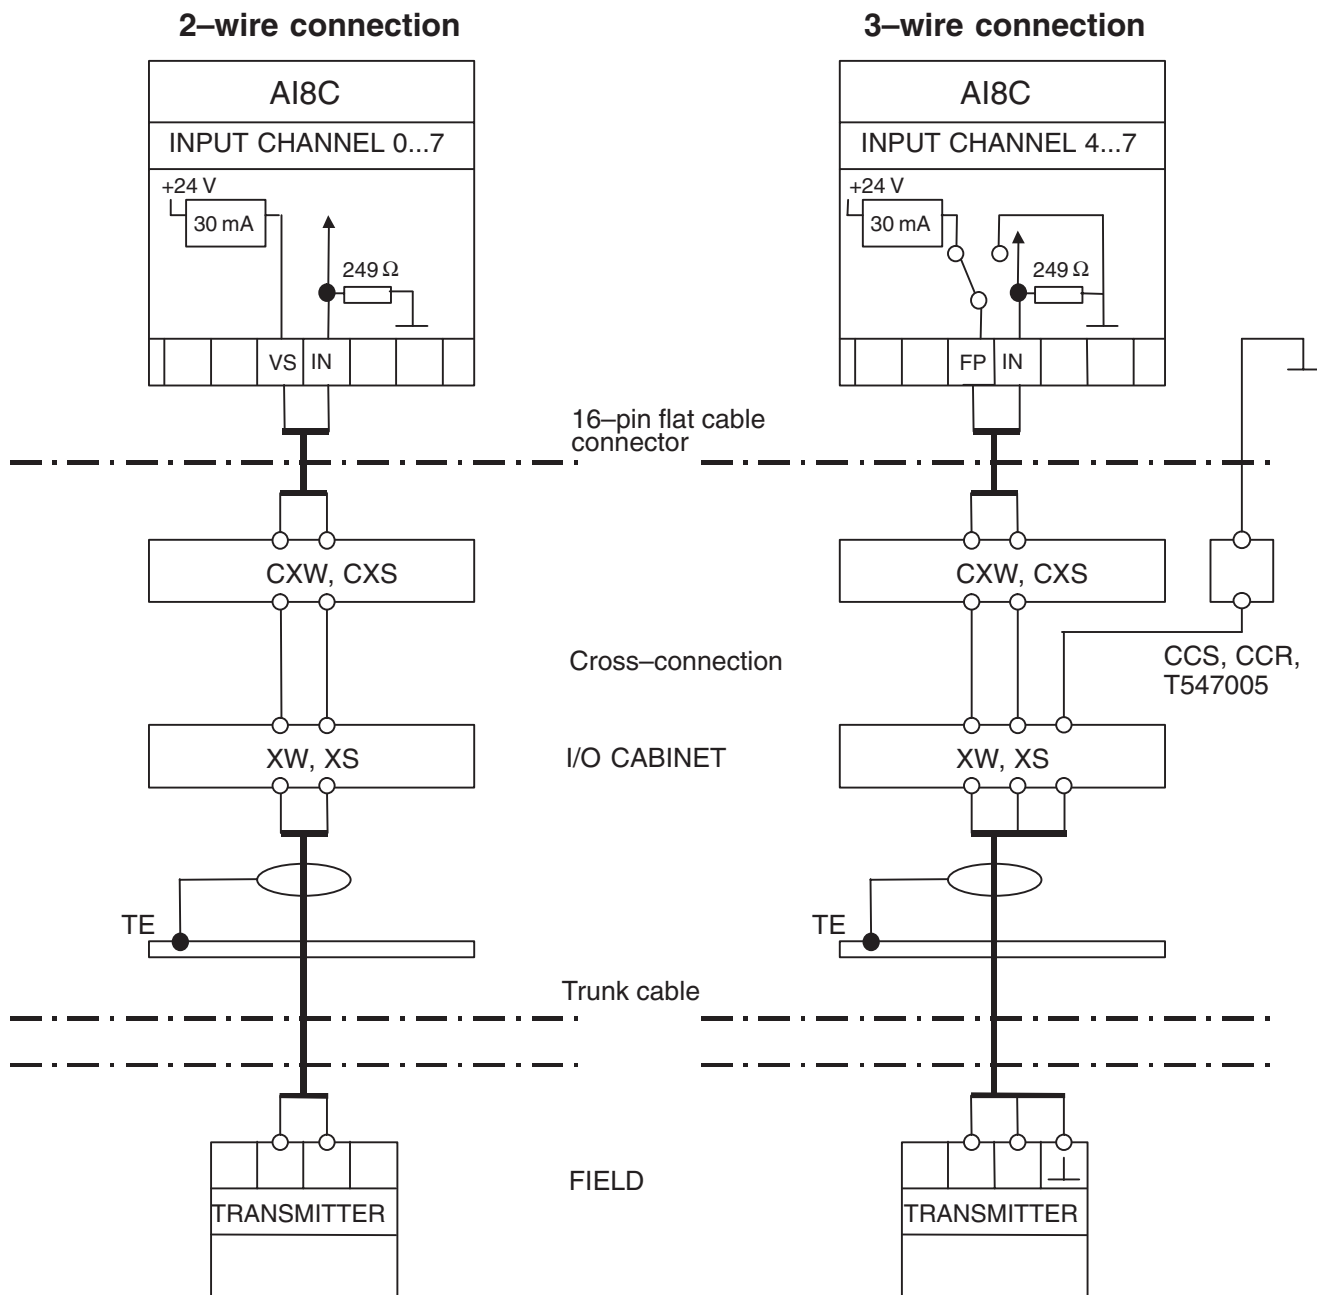 2–wire connection
3–wire connection
AI8C
INPUT CHANNEL 0...7
+24 V
30 mA
249 Ω
VS IN
AI8C
INPUT CHANNEL 4...7
+24 V
30 mA
249 Ω
FP IN
16–pin flat cable
connector
CXW, CXS
CXW, CXS
Cross–connection
CCS, CCR,
T547005
XW, XS
I/O CABINET
XW, XS
TE
TE
Trunk cable
FIELD
TRANSMITTER
TRANSMITTER